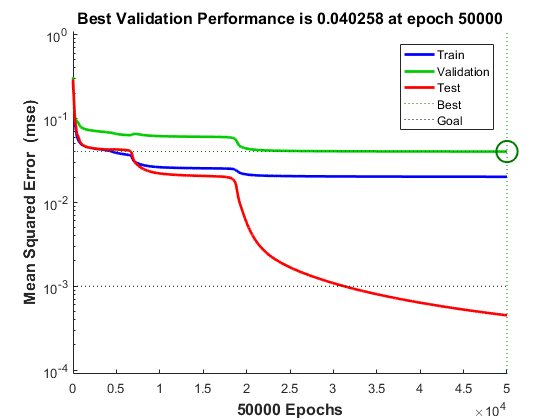 Best Validation Performance is 0.040258 at epoch 50000
Mean Squared Error (mse)
10^0
10^-1
10^-2
10^-3
10^-4
Train
Validation
Test
Best
Goal
0 0.5 1 1.5 2 2.5 3 3.5 4 4.5 5
×10^4
50000 Epochs